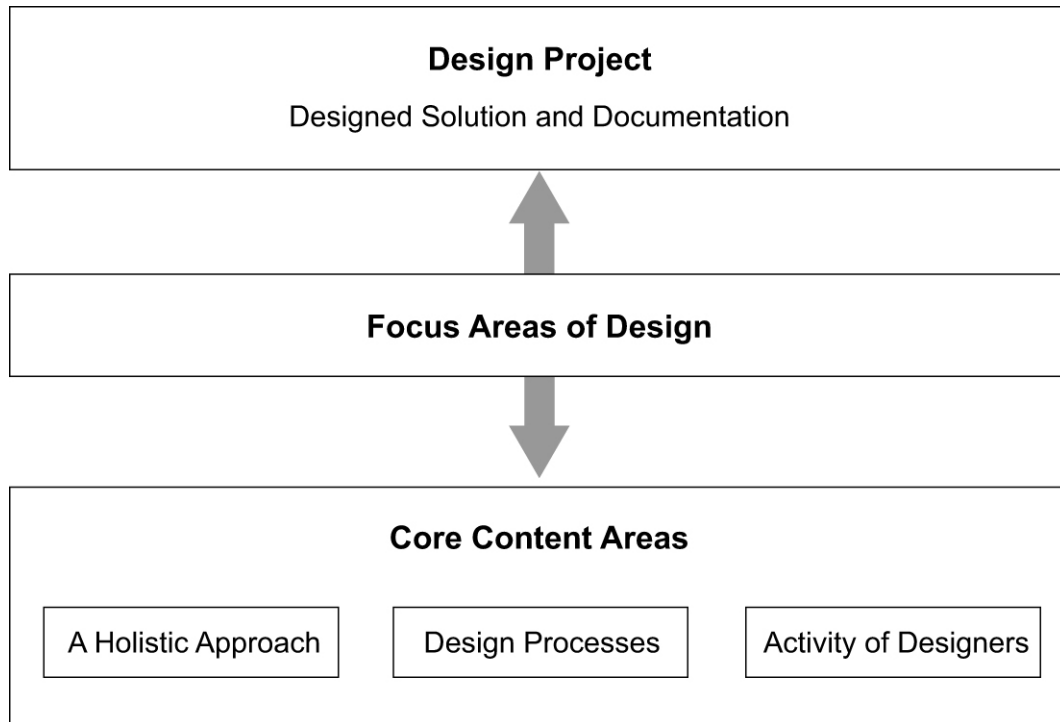 Design Project
Designed Solution and Documentation
Focus Areas of Design
Core Content Areas
A Holistic Approach
Design Processes
Activity of Designers